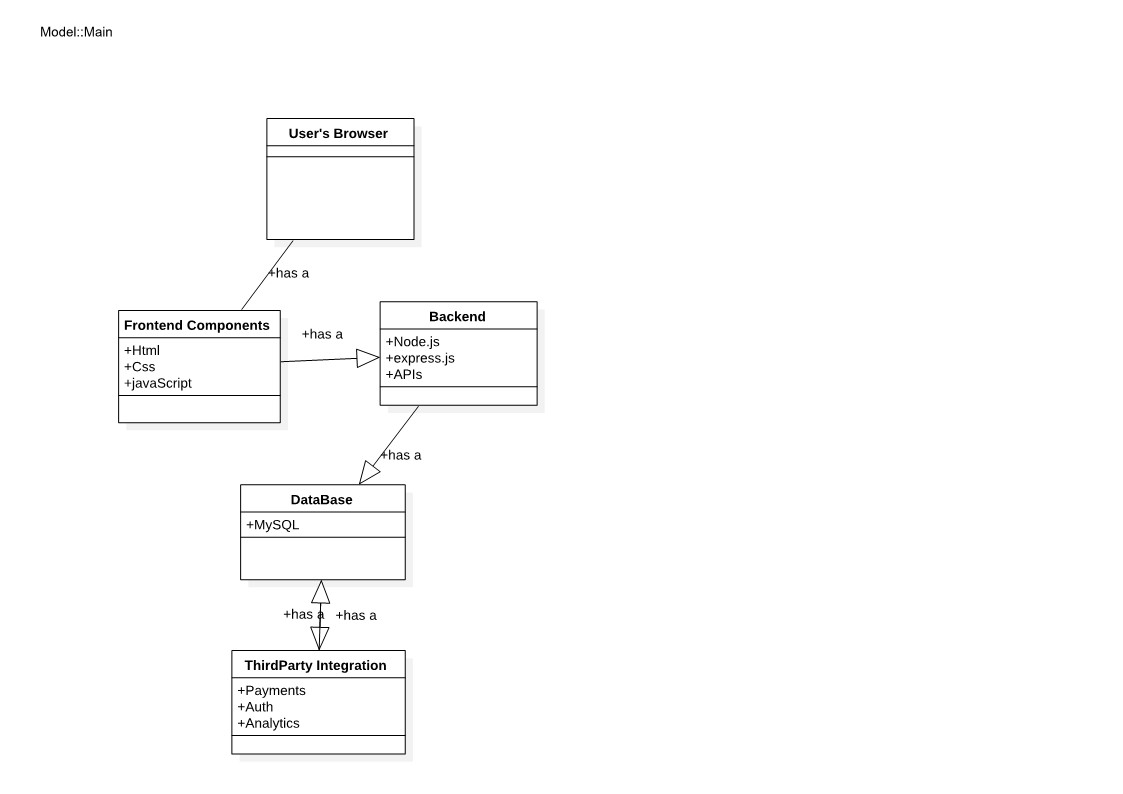 Model::Main
User's Browser
+has a
Frontend Components
+Html
+Css
+javaScript
+has a
Backend
+Node.js
+express.js
+APIs
+has a
DataBase
+MySQL
+has a
+has a
ThirdParty Integration
+Payments
+Auth
+Analytics